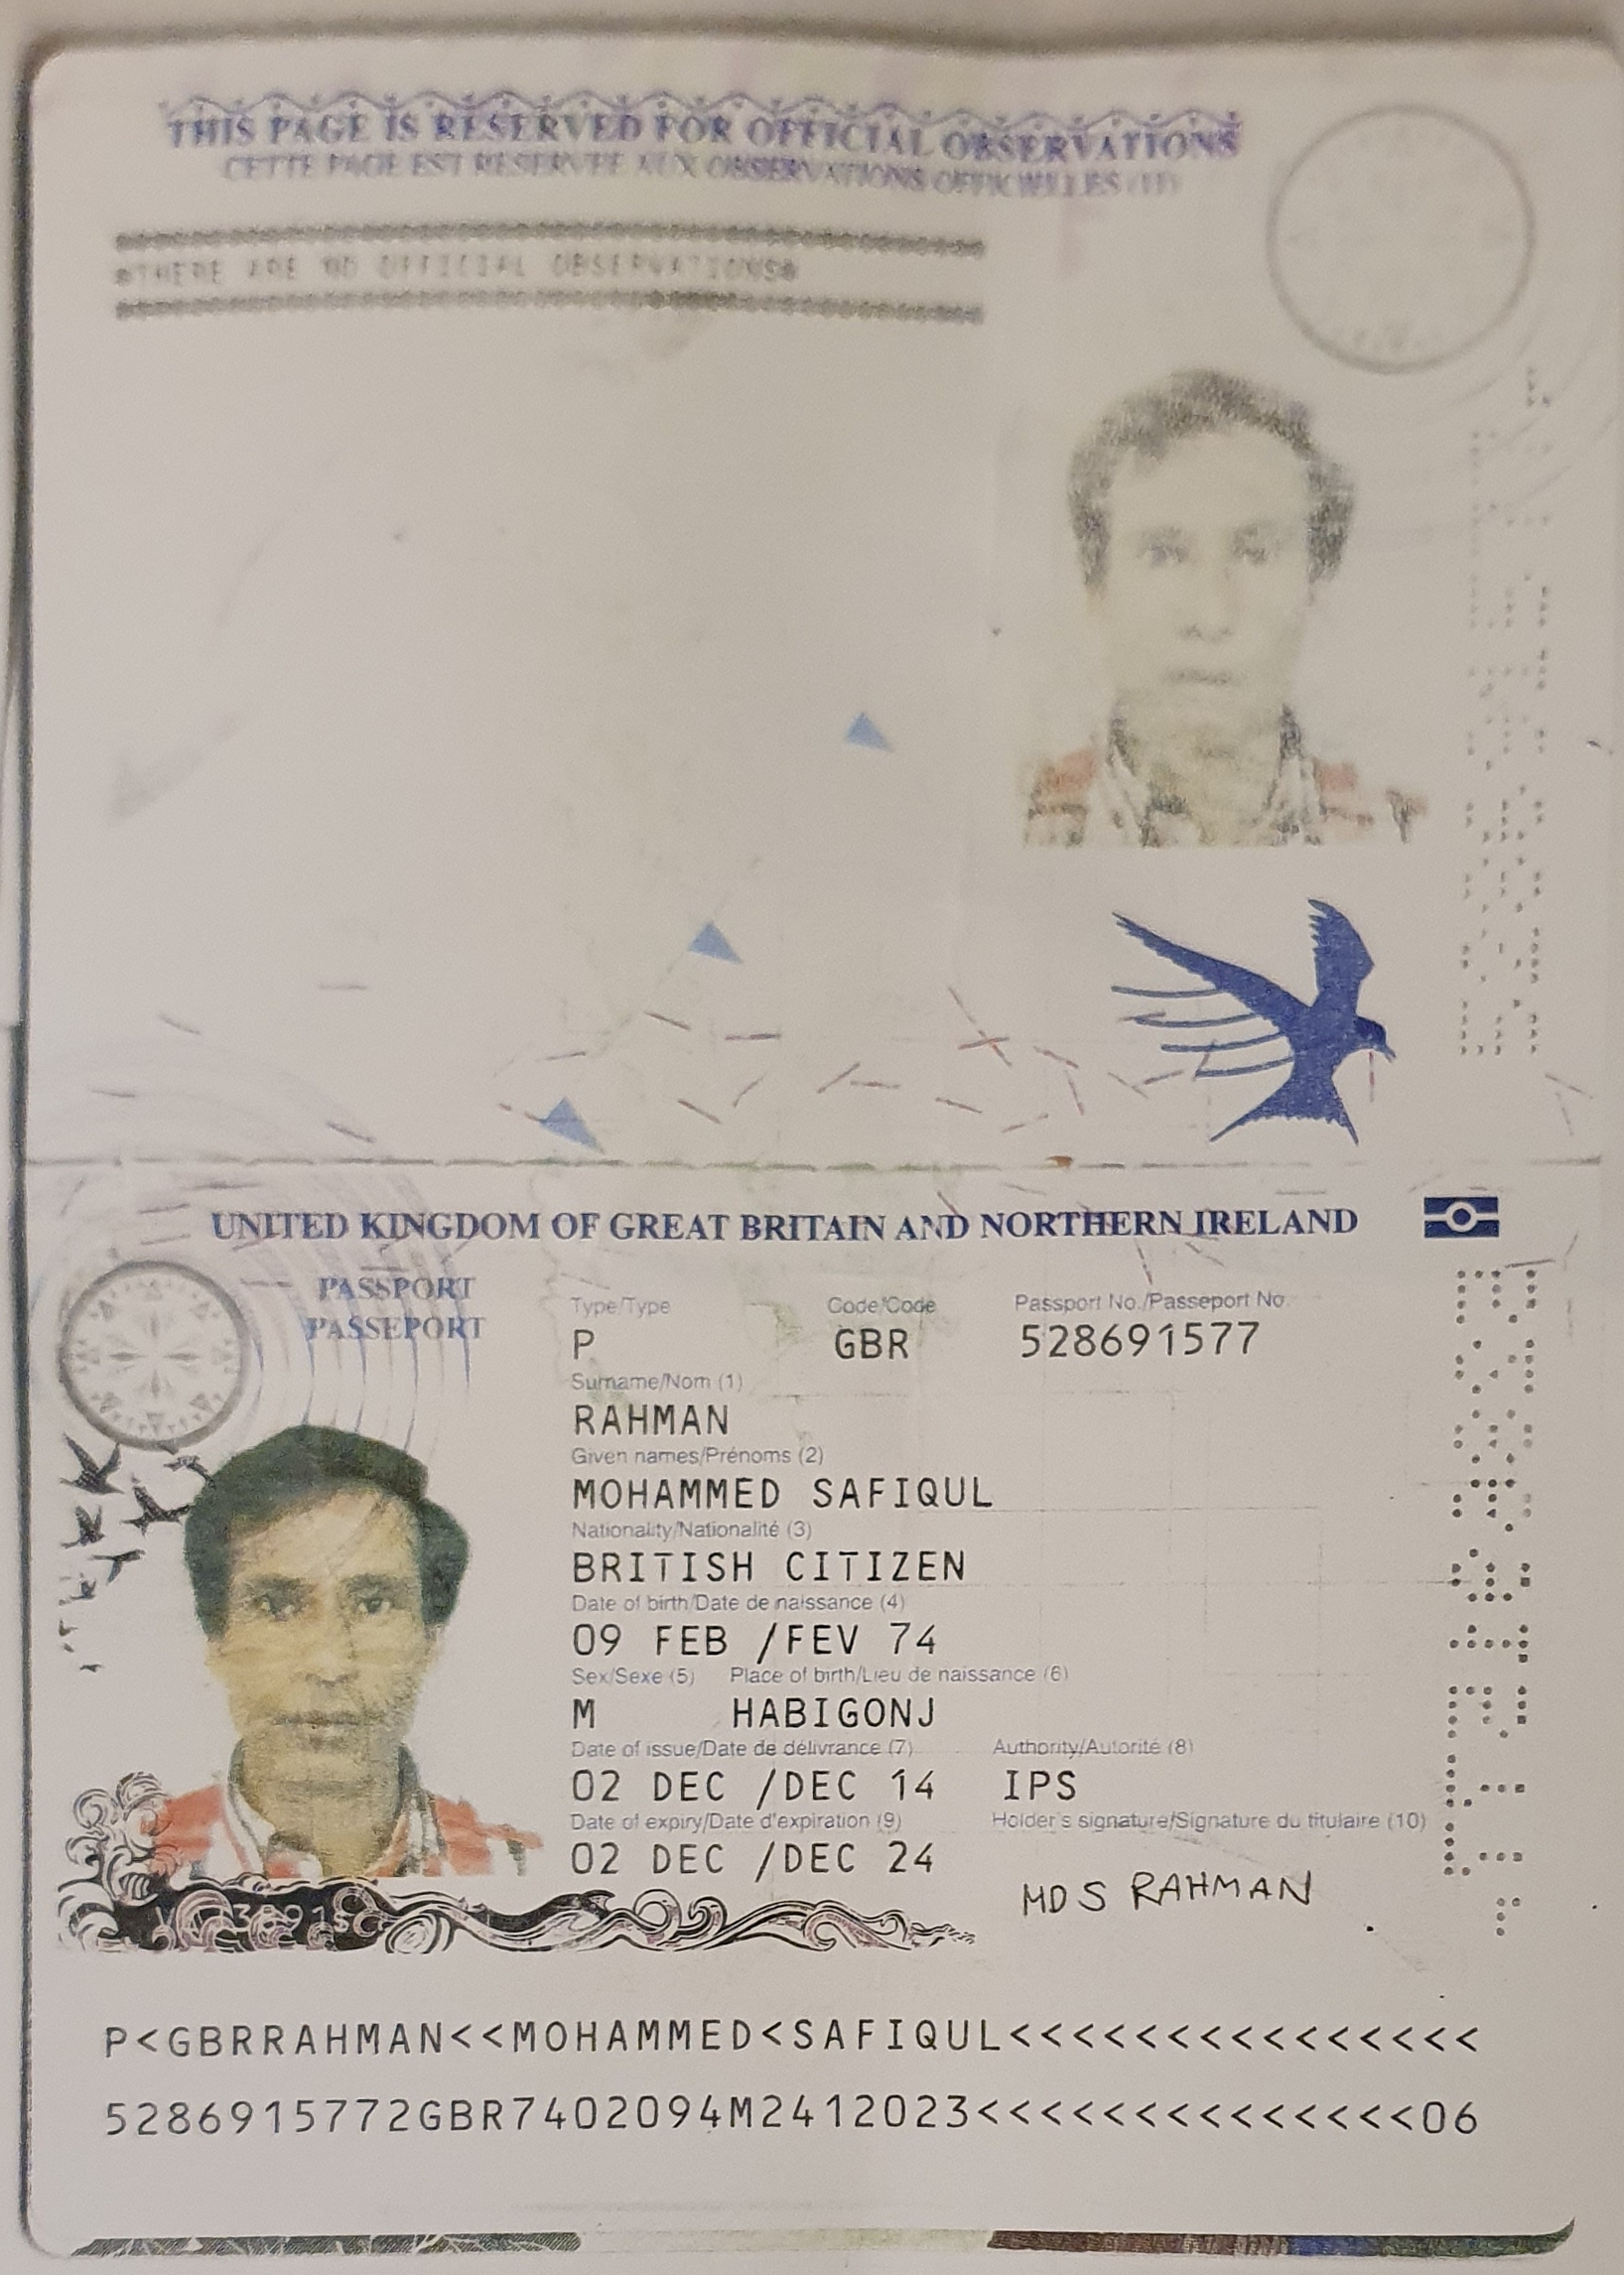 THIS PAGE IS RESERVED FOR OFFICIAL OBSERVATIONS
CETTE PAGE EST RESERVEE AUX OBSERVATIONS OFFICIELLES (11)
*THERE ARE NO OFFICIAL OBSERVATIONS*
UNITED KINGDOM OF GREAT BRITAIN AND NORTHERN IRELAND
PASSPORT
PASSEPORT
Type/Type Code/Code Passport No./Passeport No.
P GBR 528691577
Surname/Nom (1)
RAHMAN
Given names/Prénoms (2)
MOHAMMED SAFIQUL
Nationality/Nationalité (3)
BRITISH CITIZEN
Date of birth/Date de naissance (4)
09 FEB /FEV 74
Sex/Sexe (5) Place of birth/Lieu de naissance (6)
M HABIGONJ
Date of issue/Date de délivrance (7) Authority/Autorité (8)
02 DEC /DEC 14 IPS
Date of expiry/Date d'expiration (9) Holder's signature/Signature du titulaire (10)
02 DEC /DEC 24
MD S RAHMAN
P<GBRRAHMAN<<MOHAMMED<SAFIQUL<<<<<<<<<<<<<<<
5286915772GBR7402094M2412023<<<<<<<<<<<<<<06